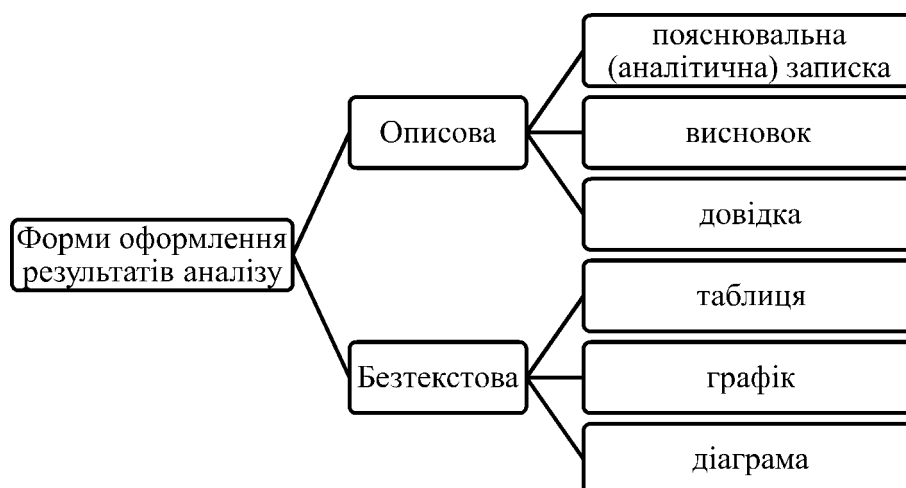 Форми оформлення
результатів аналізу
Описова
пояснювальна
(аналітична) записка
висновок
довідка
Безтекстова
таблиця
графік
діаграма